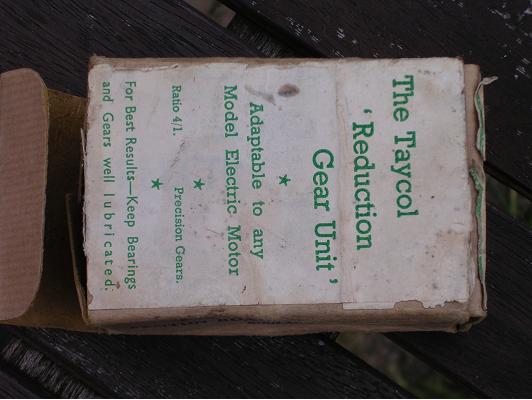 The Taycol
‘Reduction
Gear Unit’
★
Adaptable to any
Model Electric Motor
★
Ratio 4/1. Precision Gears.
★
For Best Results—Keep Bearings
and Gears well lubricated: